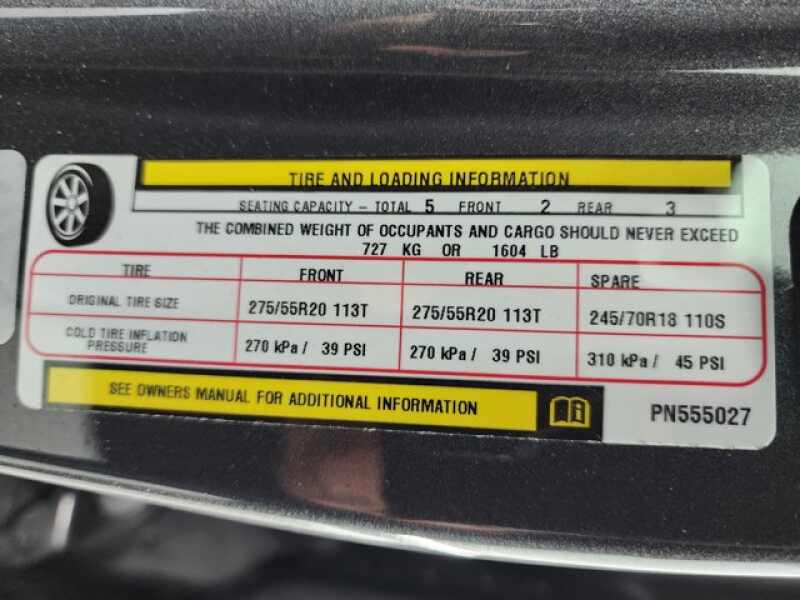 TIRE AND LOADING INFORMATION
SEATING CAPACITY – TOTAL 5 FRONT 2 REAR 3
THE COMBINED WEIGHT OF OCCUPANTS AND CARGO SHOULD NEVER EXCEED
727 KG OR 1604 LB
TIRE FRONT REAR SPARE
ORIGINAL TIRE SIZE 275/55R20 113T 275/55R20 113T 245/70R18 110S
COLD TIRE INFLATION
PRESSURE 270 kPa / 39 PSI 270 kPa / 39 PSI 310 kPa / 45 PSI
SEE OWNERS MANUAL FOR ADDITIONAL INFORMATION
PN555027